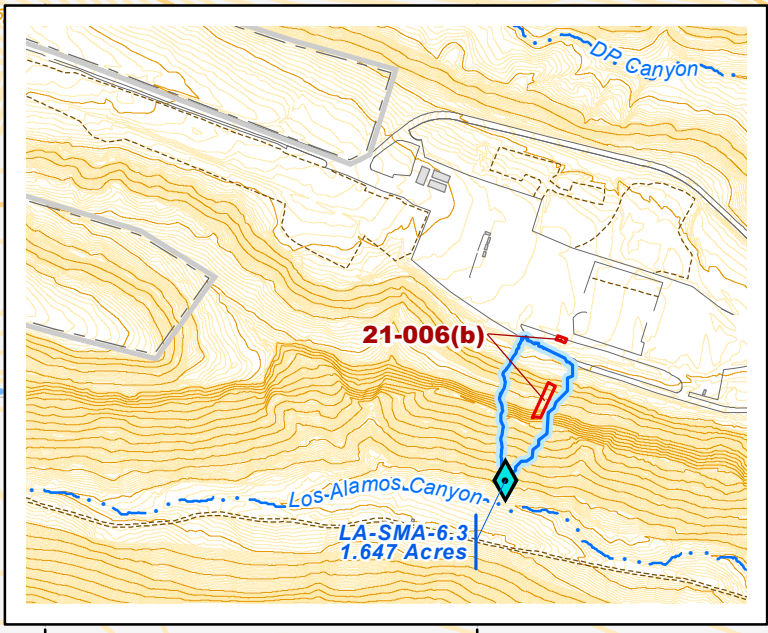 DP Canyon
21-006(b)
Los Alamos Canyon
LA-SMA-6.3
1.647 Acres